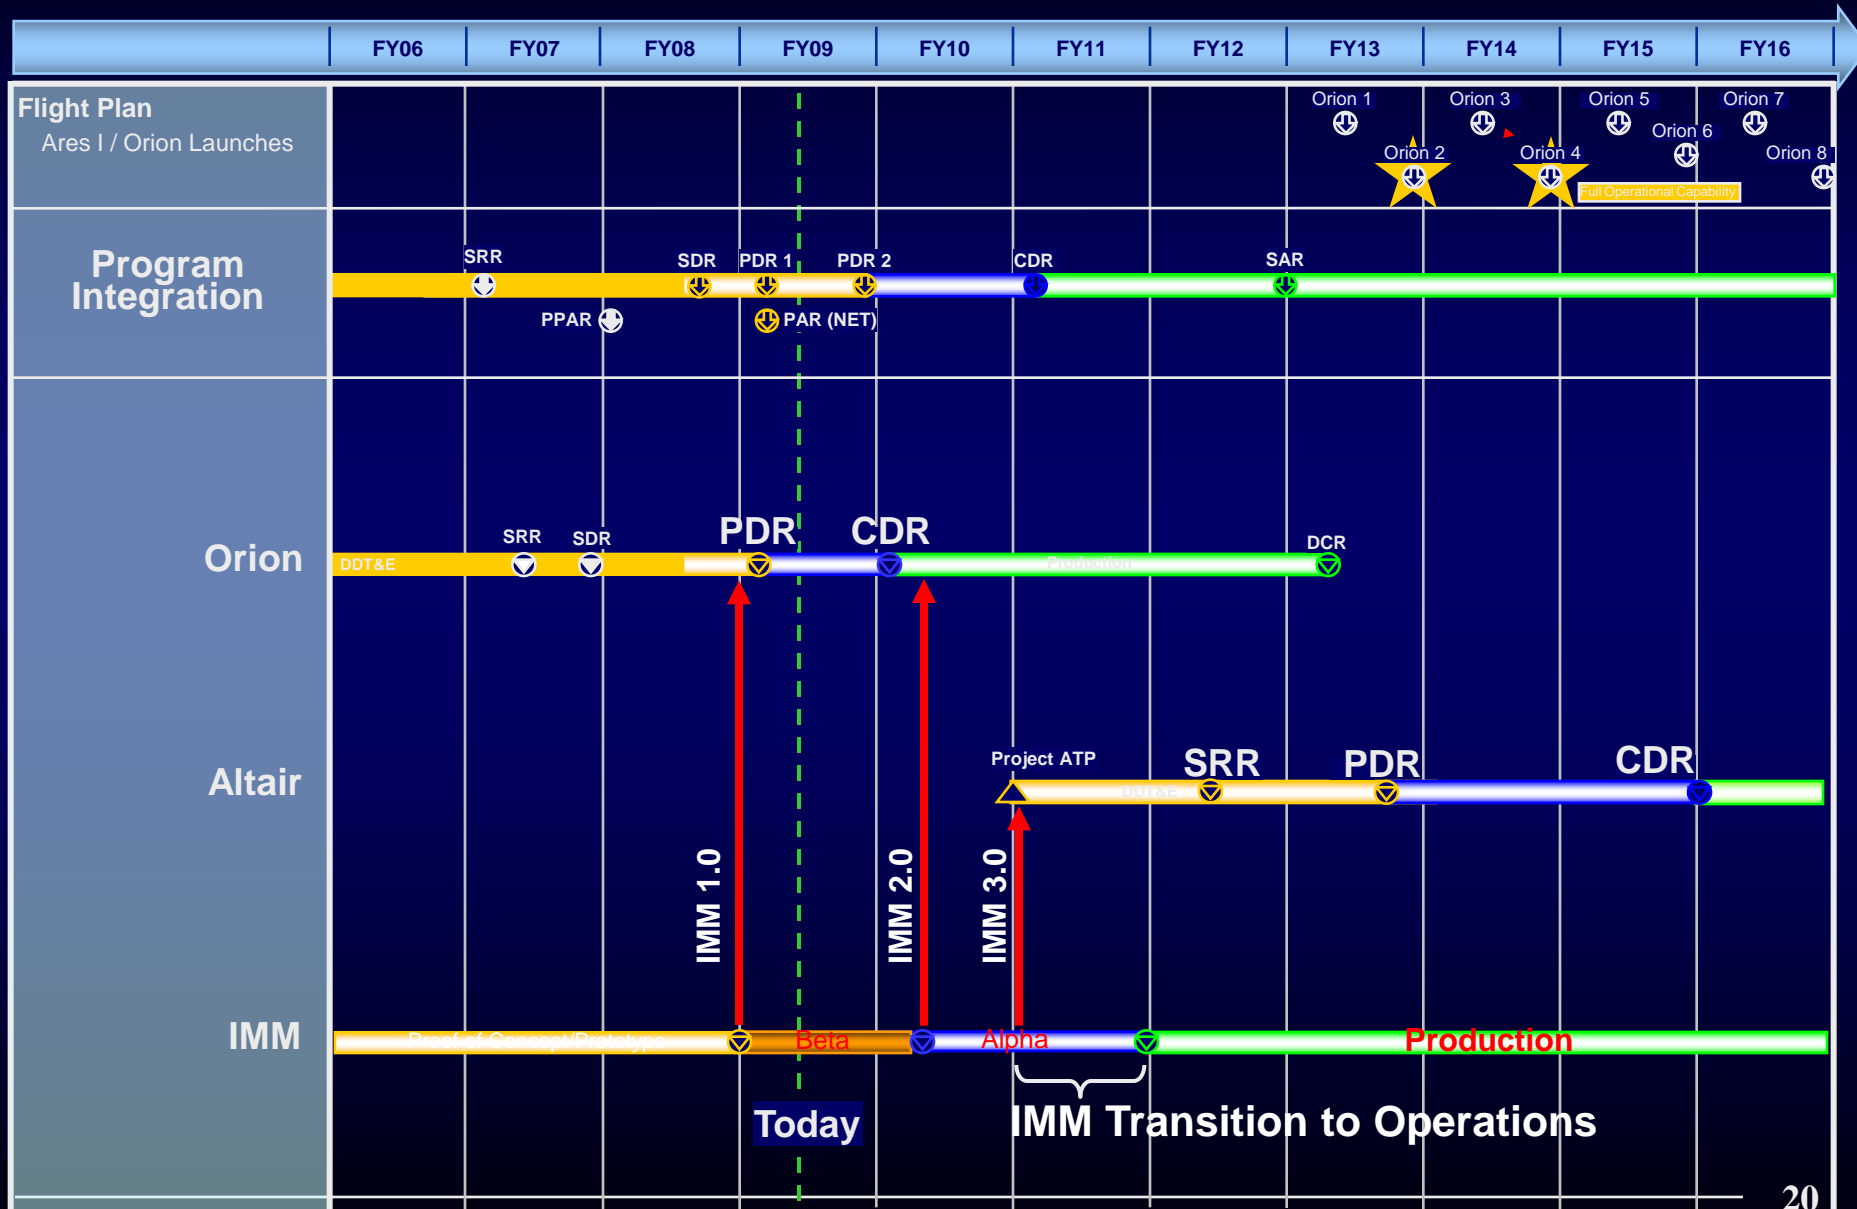 FY06 FY07 FY08 FY09 FY10 FY11 FY12 FY13 FY14 FY15 FY16
Flight Plan
Ares I / Orion Launches
Orion 1 Orion 3 Orion 5 Orion 7
Orion 6
Orion 2 Orion 4 Orion 8
Full Operational Capability
Program
Integration
SRR SDR PDR 1 PDR 2 CDR SAR
PPAR PAR (NET)
Orion
SRR SDR PDR CDR DCR
DDT&E Production
Altair
Project ATP SRR PDR CDR
DDT&E
IMM 1.0
IMM 2.0
IMM 3.0
IMM
Proof of Concept/Prototype Beta Alpha Production
Today
IMM Transition to Operations
20